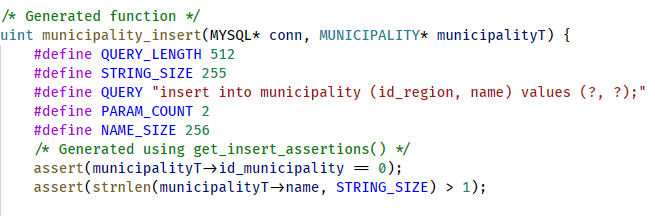 /* Generated function */
uint municipality_insert(MYSQL* conn, MUNICIPALITY* municipalityT) {
#define QUERY_LENGTH 512
#define STRING_SIZE 255
#define QUERY "insert into municipality (id_region, name) values (?, ?);"
#define PARAM_COUNT 2
#define NAME_SIZE 256
/* Generated using get_insert_assertions() */
assert(municipalityT->id_municipality == 0);
assert(strnlen(municipalityT->name, STRING_SIZE) > 1);